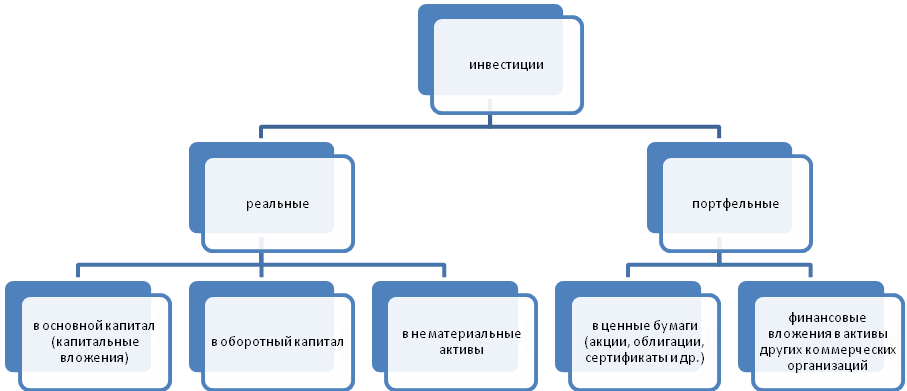 инвестиции
реальные
портфельные
в основной капитал
(капитальные
вложения)
в оборотный капитал
в нематериальные
активы
в ценные бумаги
(акции, облигации,
сертификаты и др.)
финансовые
вложения в активы
других коммерческих
организаций